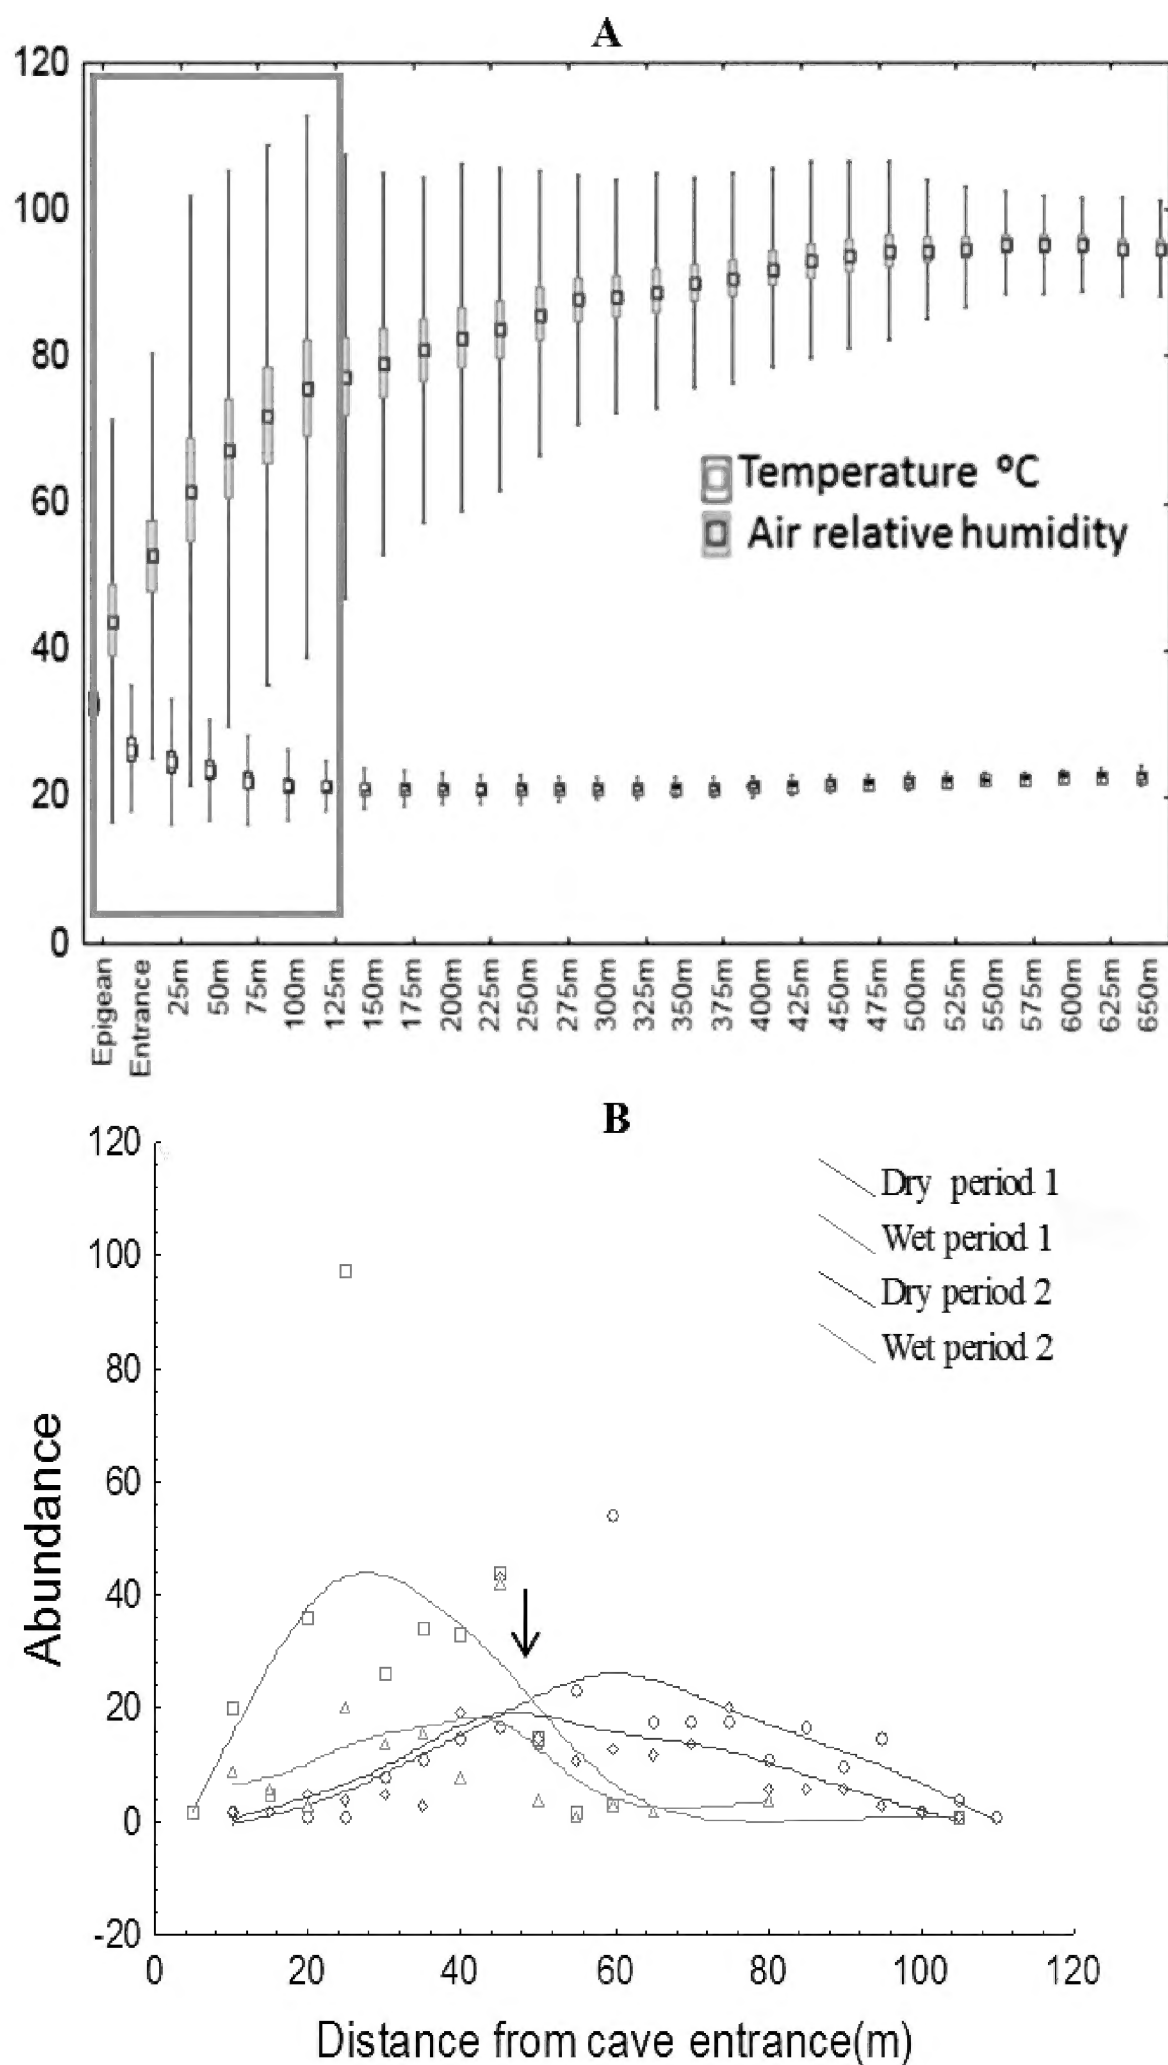 A
120
100
80
60
40
20
0
Temperature ºC
Air relative humidity
Epigean
Entrance
25m
50m
75m
100m
125m
150m
175m
200m
225m
250m
275m
300m
325m
350m
375m
400m
425m
450m
475m
500m
525m
550m
575m
600m
625m
650m
B
120
100
80
60
40
20
0
-20
Abundance
Dry period 1
Wet period 1
Dry period 2
Wet period 2
0 20 40 60 80 100 120
Distance from cave entrance(m)